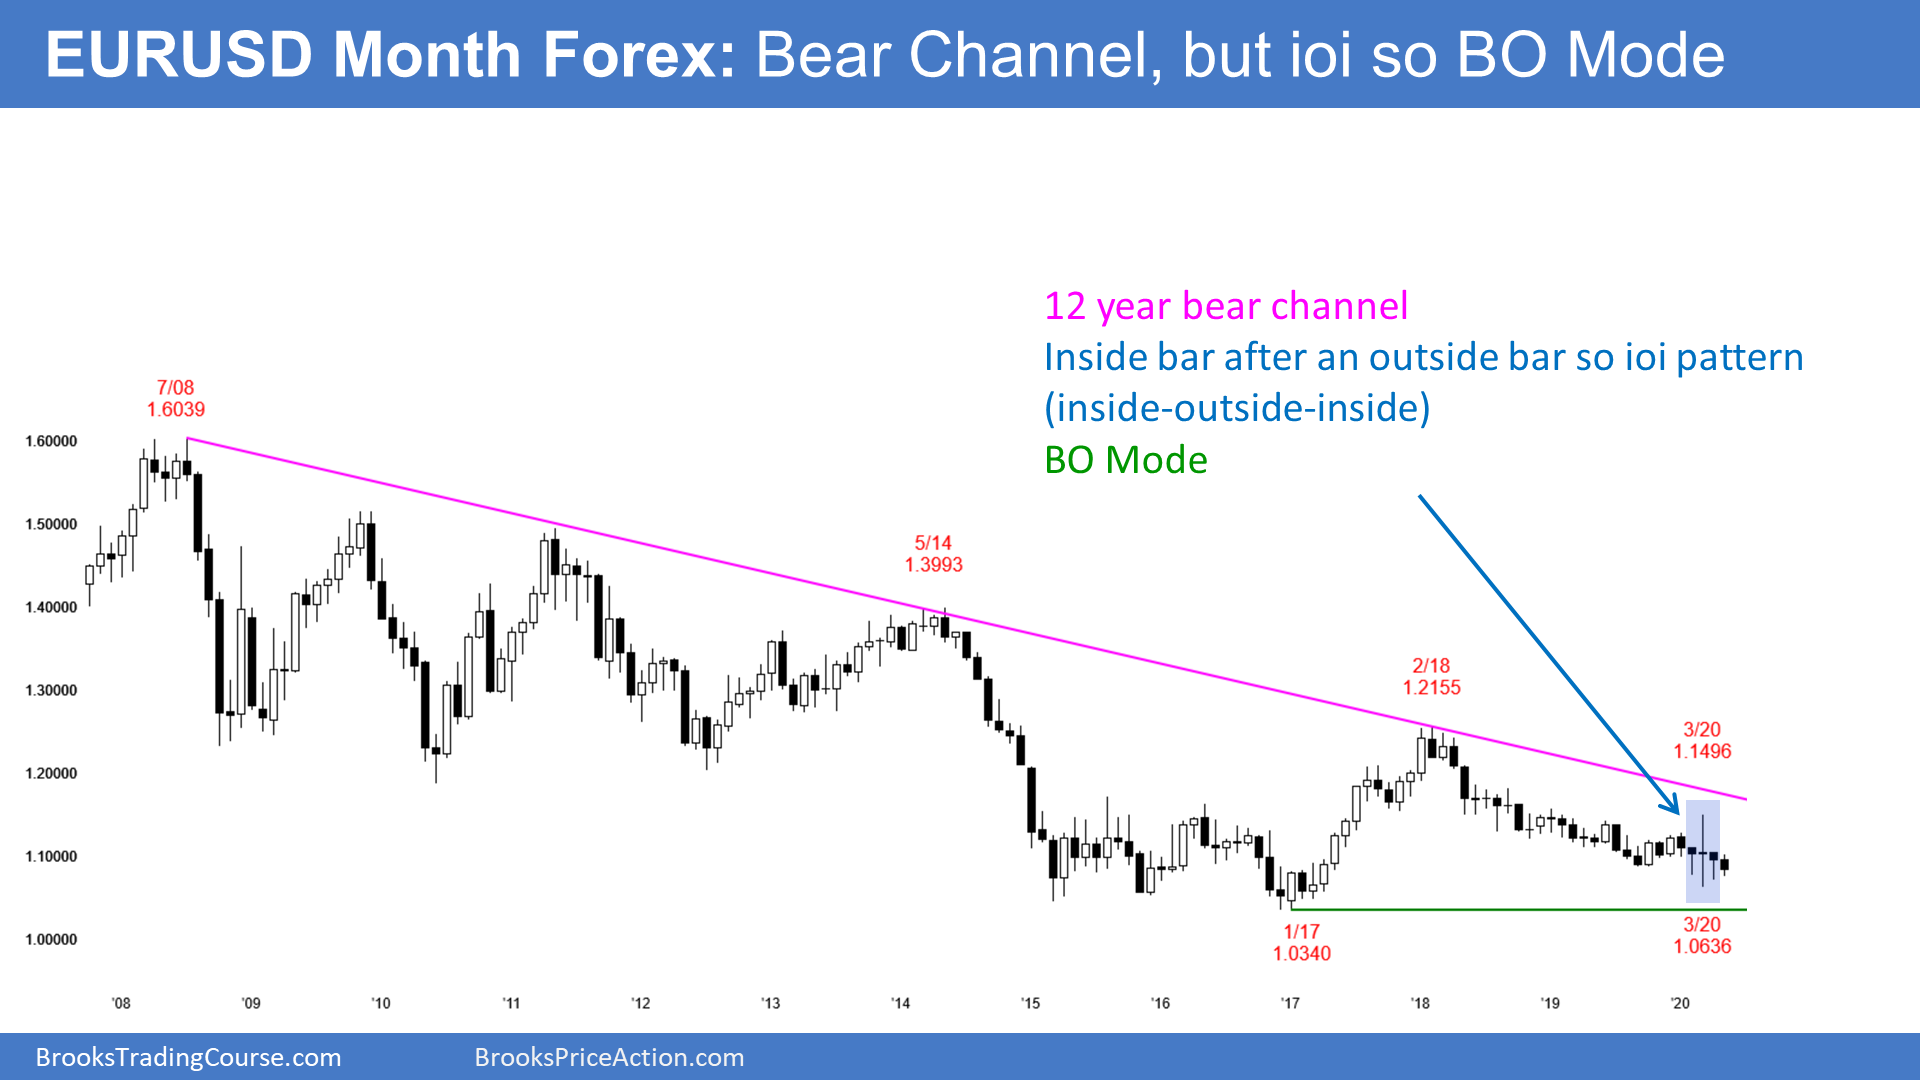 EURUSD Month Forex: Bear Channel, but ioi so BO Mode
12 year bear channel
Inside bar after an outside bar so ioi pattern
(inside-outside-inside)
BO Mode
7/08
1.6039
5/14
1.3993
2/18
1.2155
3/20
1.1496
1.60000
1.50000
1.40000
1.30000
1.20000
1.10000
1.00000
1/17
1.0340
3/20
1.0636
'08 '09 '10 '11 '12 '13 '14 '15 '16 '17 '18 '19 '20
BrooksTradingCourse.com BrooksPriceAction.com